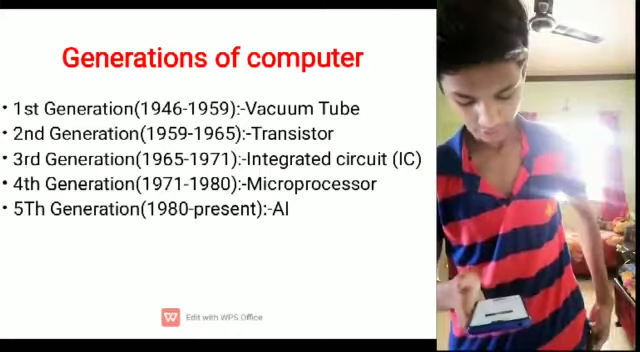 Generations of computer
• 1st Generation(1946-1959):-Vacuum Tube
• 2nd Generation(1959-1965):-Transistor
• 3rd Generation(1965-1971):-Integrated circuit (IC)
• 4th Generation(1971-1980):-Microprocessor
• 5Th Generation(1980-present):-AI
Edit with WPS Office